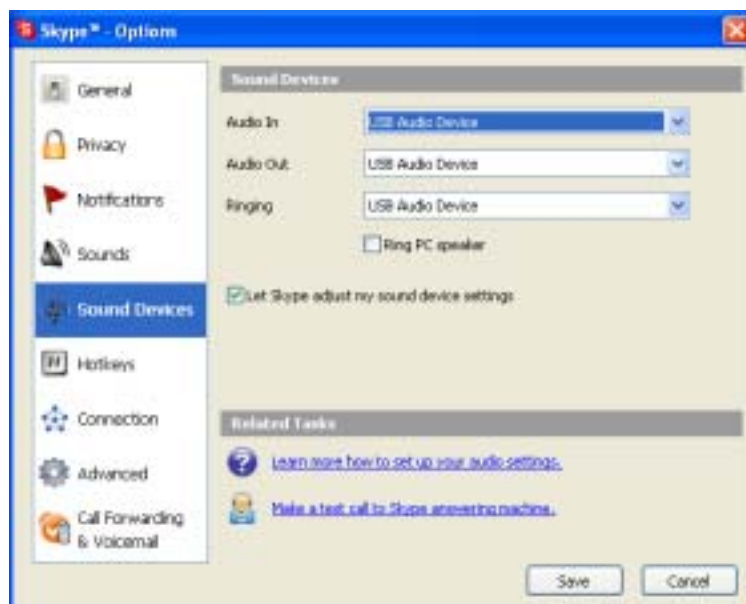 Skype™ - Options
General
Privacy
Notifications
Sounds
Sound Devices
Hotkeys
Connection
Advanced
Call Forwarding
& Voicemail
Sound Devices
Audio In
USB Audio Device
Audio Out
USB Audio Device
Ringing
USB Audio Device
Ring PC speaker
Let Skype adjust my sound device settings
Related Tasks
Learn more how to set up your audio settings.
Make a test call to Skype answering machine.
Save
Cancel